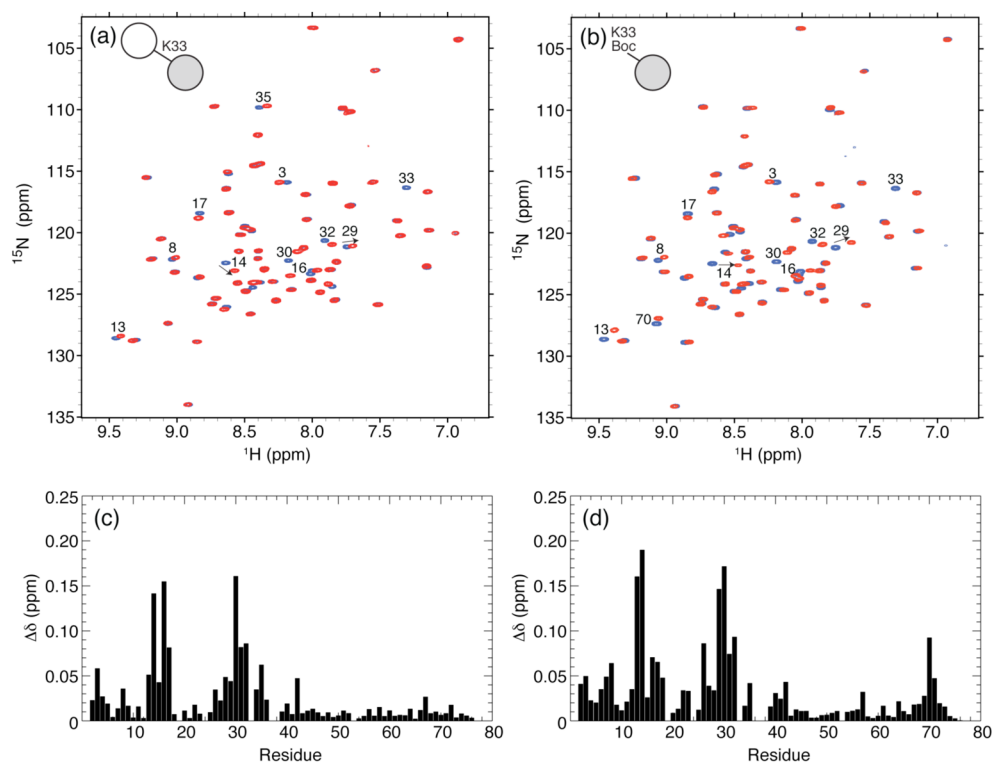 (a)
K33
(b)
K33
Boc
105
110
115
120
125
130
135
¹⁵N (ppm)
35
3
33
17
8
14
30
32
29
16
13
9.5 9.0 8.5 8.0 7.5 7.0
¹H (ppm)
105
110
115
120
125
130
135
¹⁵N (ppm)
3
33
17
8
14
30
32
29
16
70
13
9.5 9.0 8.5 8.0 7.5 7.0
¹H (ppm)
(c)
0.25
0.20
0.15
0.10
0.05
0
Δδ (ppm)
10 20 30 40 50 60 70 80
Residue
(d)
0.25
0.20
0.15
0.10
0.05
0
Δδ (ppm)
10 20 30 40 50 60 70 80
Residue